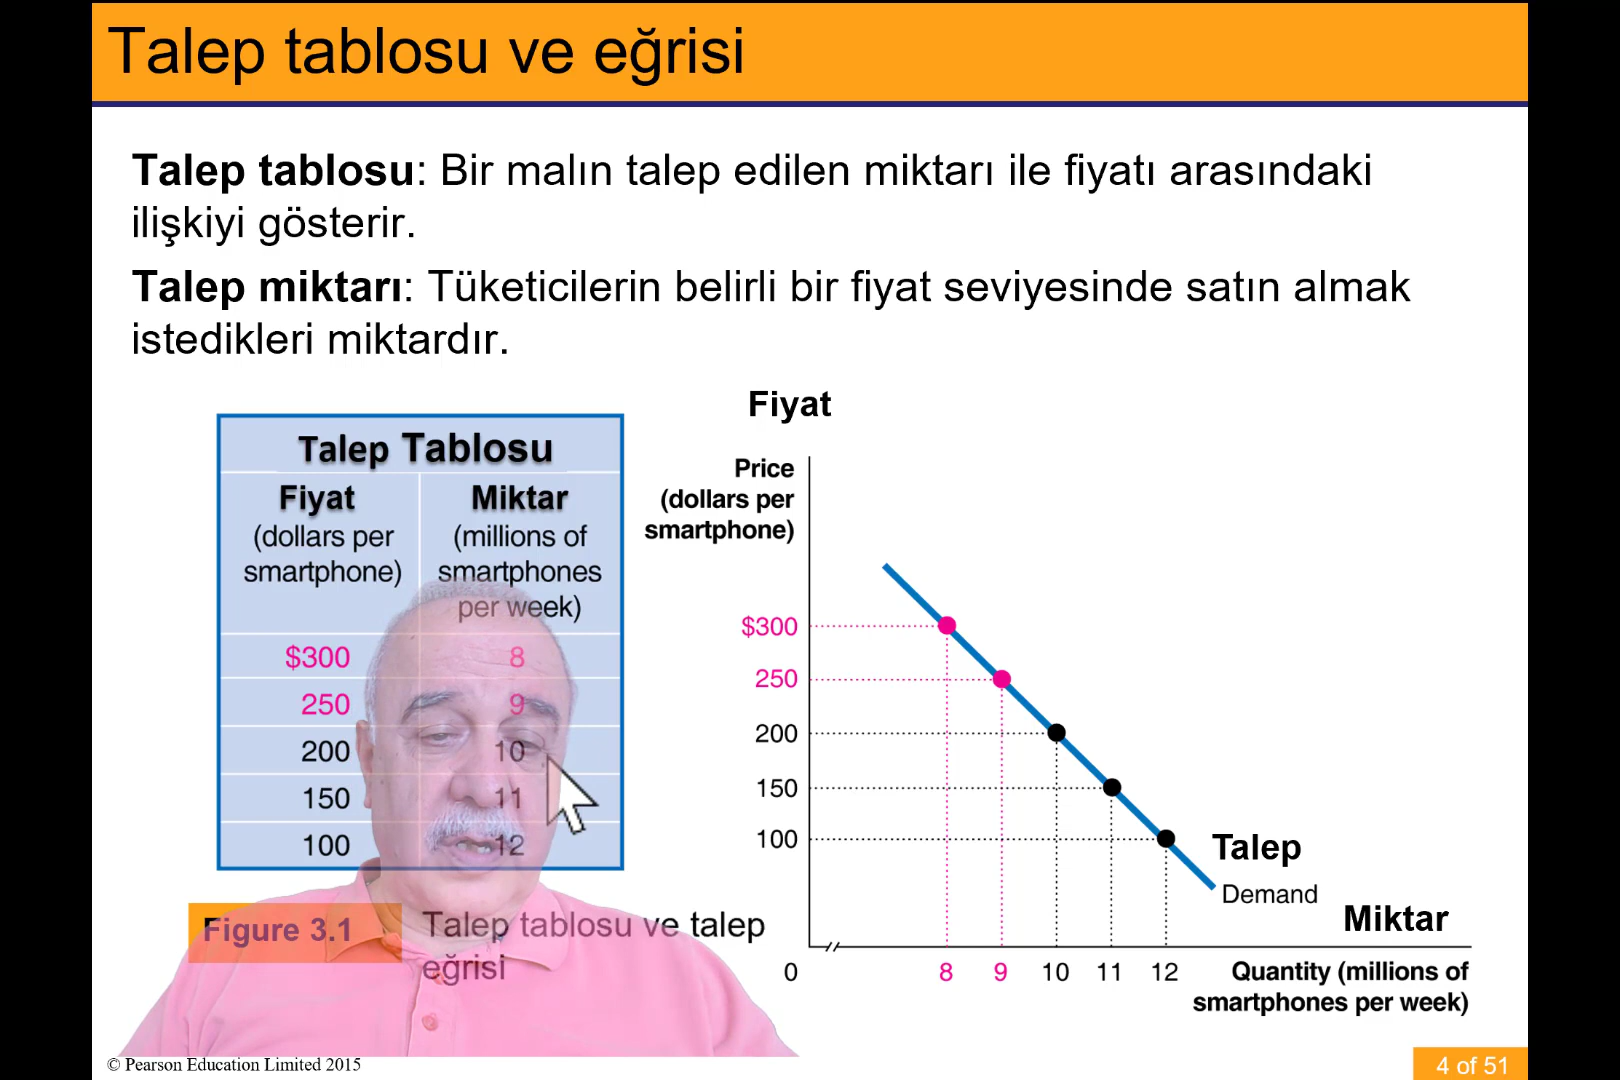 Talep tablosu ve eğrisi
Talep tablosu: Bir malın talep edilen miktarı ile fiyatı arasındaki
ilişkiyi gösterir.
Talep miktarı: Tüketicilerin belirli bir fiyat seviyesinde satın almak
istedikleri miktardır.
Talep Tablosu
Fiyat Miktar
(dollars per (millions of
smartphone) smartphones
per week)
$300 8
250 9
200 10
150 11
100 12
Figure 3.1 Talep tablosu ve talep
eğrisi
Fiyat
Price
(dollars per
smartphone)
$300
250
200
150
100
Talep
Demand
Miktar
0 8 9 10 11 12
Quantity (millions of
smartphones per week)
© Pearson Education Limited 2015
4 of 51